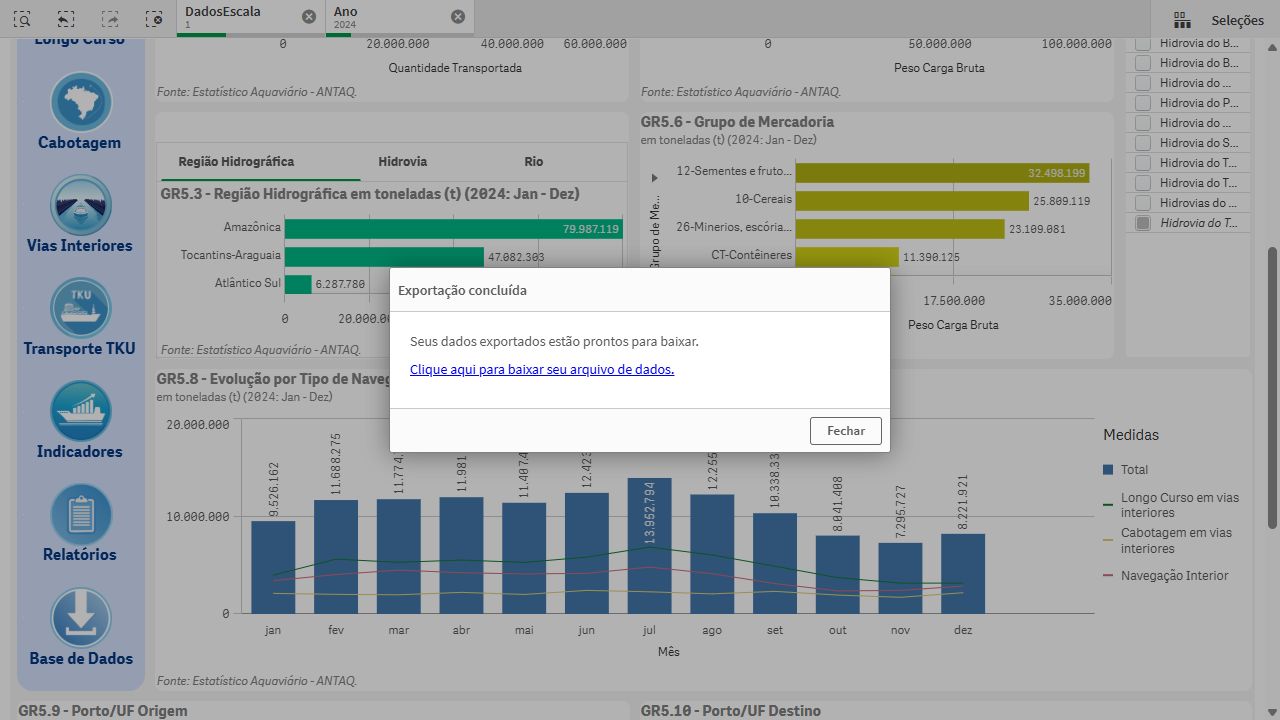 DadosEscala
1
Ano
2024
Seleções
Longo Curso
Cabotagem
Vias Interiores
TKU
Transporte TKU
Indicadores
Relatórios
Base de Dados
0
20.000.000
40.000.000
60.000.000
Quantidade Transportada
Fonte: Estatístico Aquaviário - ANTAQ.
0
50.000.000
100.000.000
Peso Carga Bruta
Fonte: Estatístico Aquaviário - ANTAQ.
Hidrovia do B...
Hidrovia do B...
Hidrovia do ...
Hidrovia do P...
Hidrovia do ...
Hidrovia do S...
Hidrovia do T...
Hidrovia do T...
Hidrovias do ...
Hidrovia do T...
Região Hidrográfica
Hidrovia
Rio
GR5.3 - Região Hidrográfica em toneladas (t) (2024: Jan - Dez)
Amazônica
79.987.119
Tocantins-Araguaia
47.082.303
Atlântico Sul
6.287.780
0
Fonte: Estatístico Aquaviário - ANTAQ.
GR5.6 - Grupo de Mercadoria
em toneladas (t) (2024: Jan - Dez)
Grupo de Me...
12-Sementes e fruto...
32.498.199
10-Cereais
25.809.119
26-Minerios, escória...
23.109.081
CT-Contêineres
11.390.125
17.500.000
35.000.000
Peso Carga Bruta
Exportação concluída
Seus dados exportados estão prontos para baixar.
Clique aqui para baixar seu arquivo de dados.
Fechar
GR5.8 - Evolução por Tipo de
em toneladas (t) (2024: Jan - Dez)
20.000.000
10.000.000
0
9.526.162
11.688.275
13.952.794
8.041.408
7.295.727
8.221.921
jan
fev
mar
abr
mai
jun
jul
ago
set
out
nov
dez
Mês
Medidas
Total
Longo Curso em vias
interiores
Cabotagem em vias
interiores
Navegação Interior
Fonte: Estatístico Aquaviário - ANTAQ.
GR5.9 - Porto/UF Origem
GR5.10 - Porto/UF Destino